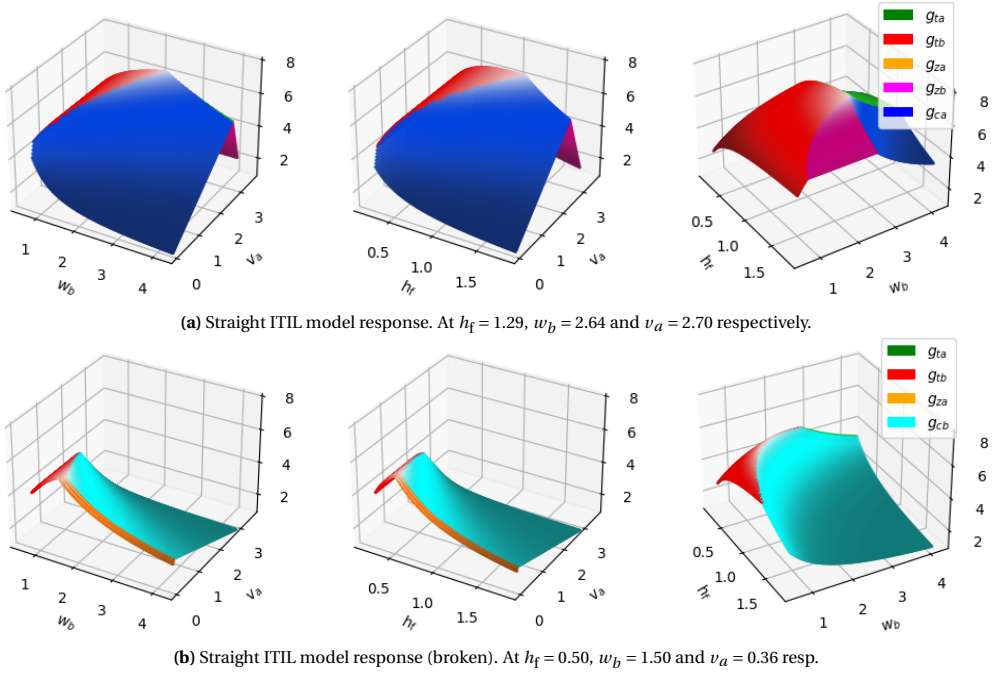 8
6
4
2
1
2
3
4
w_b
0
1
2
3
v_a
8
6
4
2
0.5
1.0
1.5
h_f
0
1
2
3
v_a
g_ta
g_tb
g_za
g_zb
g_ca
8
6
4
2
0.5
1.0
1.5
h_f
1
2
3
4
w_b
(a) Straight ITIL model response. At h_f = 1.29, w_b = 2.64 and v_a = 2.70 respectively.
8
6
4
2
1
2
3
4
w_b
0
1
2
3
v_a
8
6
4
2
0.5
1.0
1.5
h_f
0
1
2
3
v_a
g_ta
g_tb
g_za
g_cb
8
6
4
2
0.5
1.0
1.5
h_f
1
2
3
4
w_b
(b) Straight ITIL model response (broken). At h_f = 0.50, w_b = 1.50 and v_a = 0.36 resp.